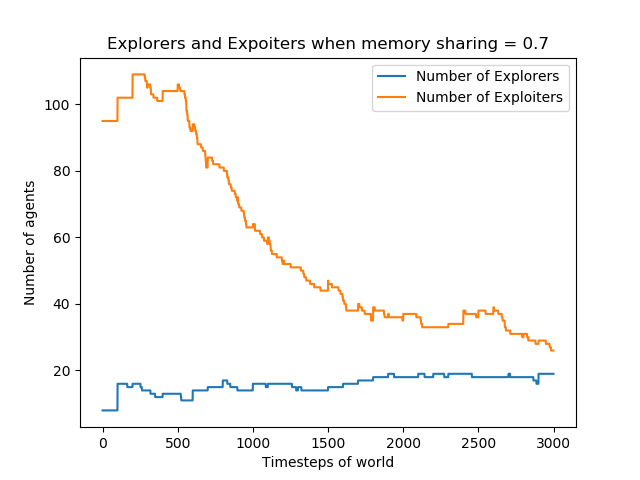 Explorers and Expoiters when memory sharing = 0.7
Number of Explorers
Number of Exploiters
Number of agents
100
80
60
40
20
0 500 1000 1500 2000 2500 3000
Timesteps of world